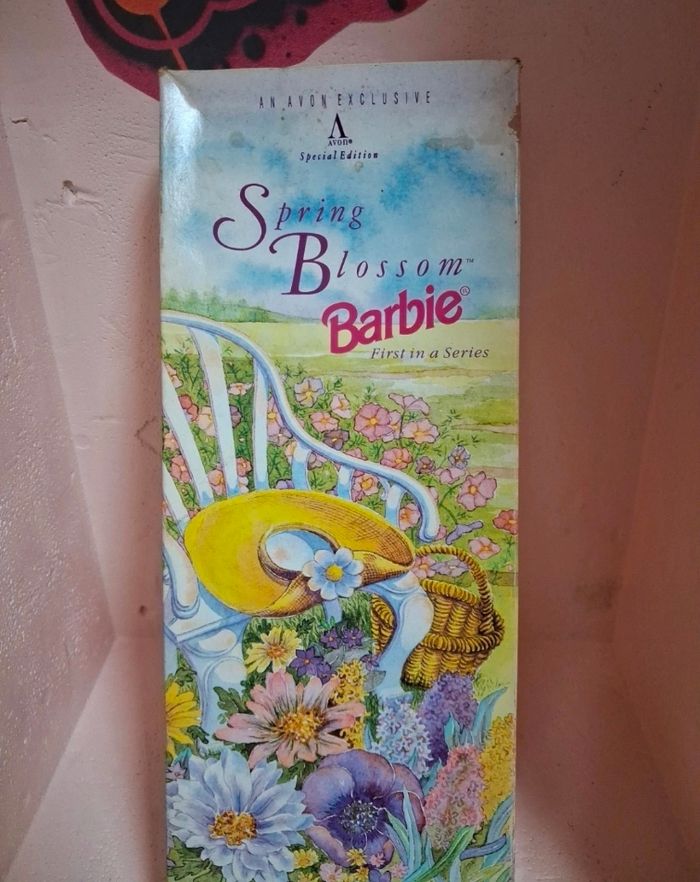 AN AVON EXCLUSIVE
A
AVON®
Special Edition
Spring
Blossom™
Barbie®
First in a Series